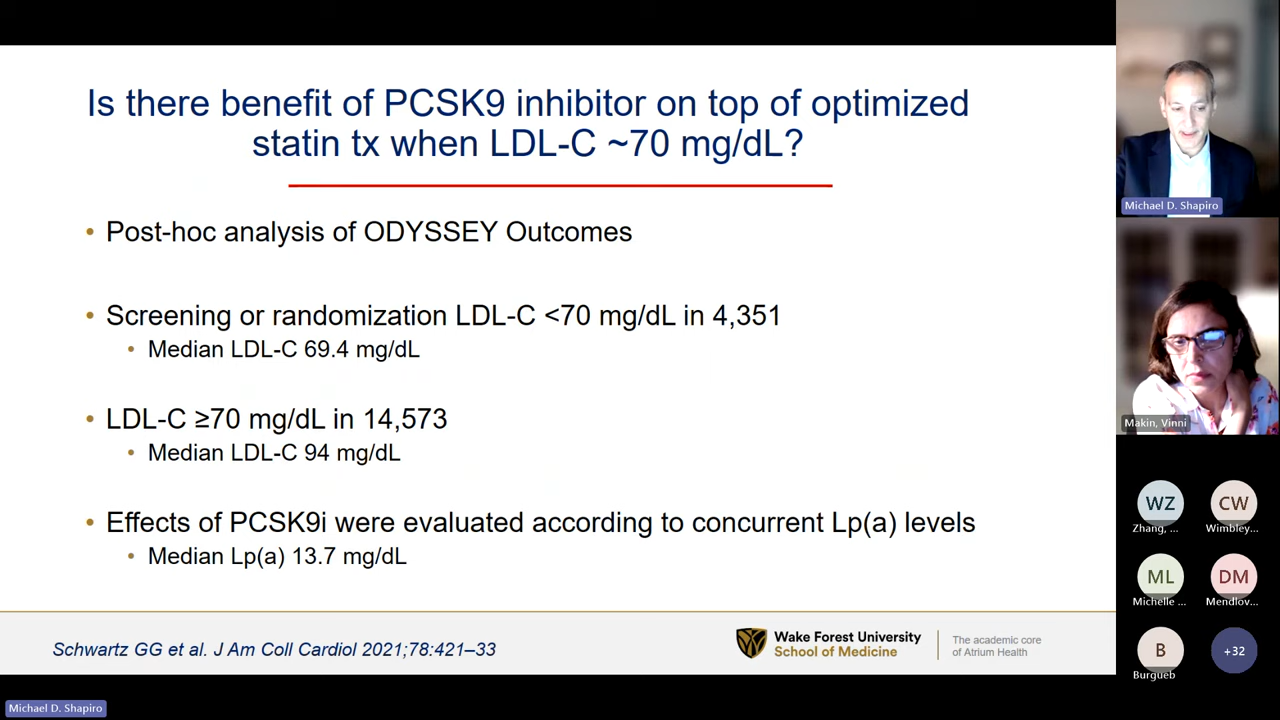 Is there benefit of PCSK9 inhibitor on top of optimized
statin tx when LDL-C ~70 mg/dL?
• Post-hoc analysis of ODYSSEY Outcomes
• Screening or randomization LDL-C <70 mg/dL in 4,351
• Median LDL-C 69.4 mg/dL
• LDL-C ≥70 mg/dL in 14,573
• Median LDL-C 94 mg/dL
• Effects of PCSK9i were evaluated according to concurrent Lp(a) levels
• Median Lp(a) 13.7 mg/dL
Schwartz GG et al. J Am Coll Cardiol 2021;78:421–33
Wake Forest University
School of Medicine
The academic core
of Atrium Health
Michael D. Shapiro
Michael D. Shapiro
Makin, Vinni
WZ
Zhang, ...
CW
Wimbley...
ML
Michelle ...
DM
Mendlov...
B
Burgueb
+32